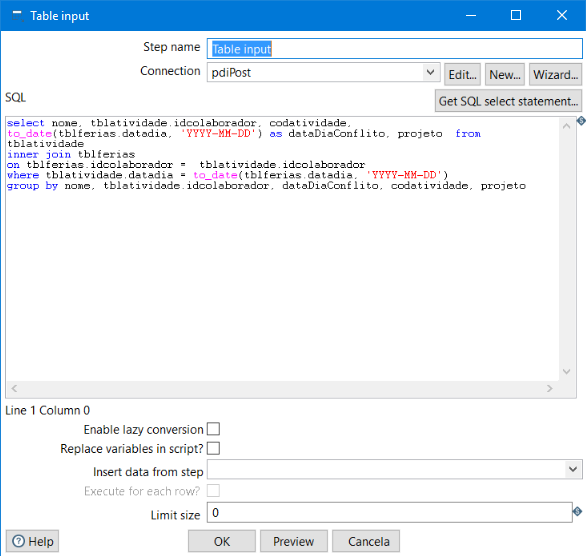 Table input
Step name Table input
Connection pdiPost Edit... New... Wizard...
SQL Get SQL select statement...
select nome, tblatividade.idcolaborador, codatividade,
to_date(tblferias.datadia, 'YYYY-MM-DD') as dataDiaConflito, projeto from
tblatividade
inner join tblferias
on tblferias.idcolaborador = tblatividade.idcolaborador
where tblatividade.datadia = to_date(tblferias.datadia, 'YYYY-MM-DD')
group by nome, tblatividade.idcolaborador, dataDiaConflito, codatividade, projeto
Line 1 Column 0
Enable lazy conversion
Replace variables in script?
Insert data from step
Execute for each row?
Limit size 0
Help OK Preview Cancela